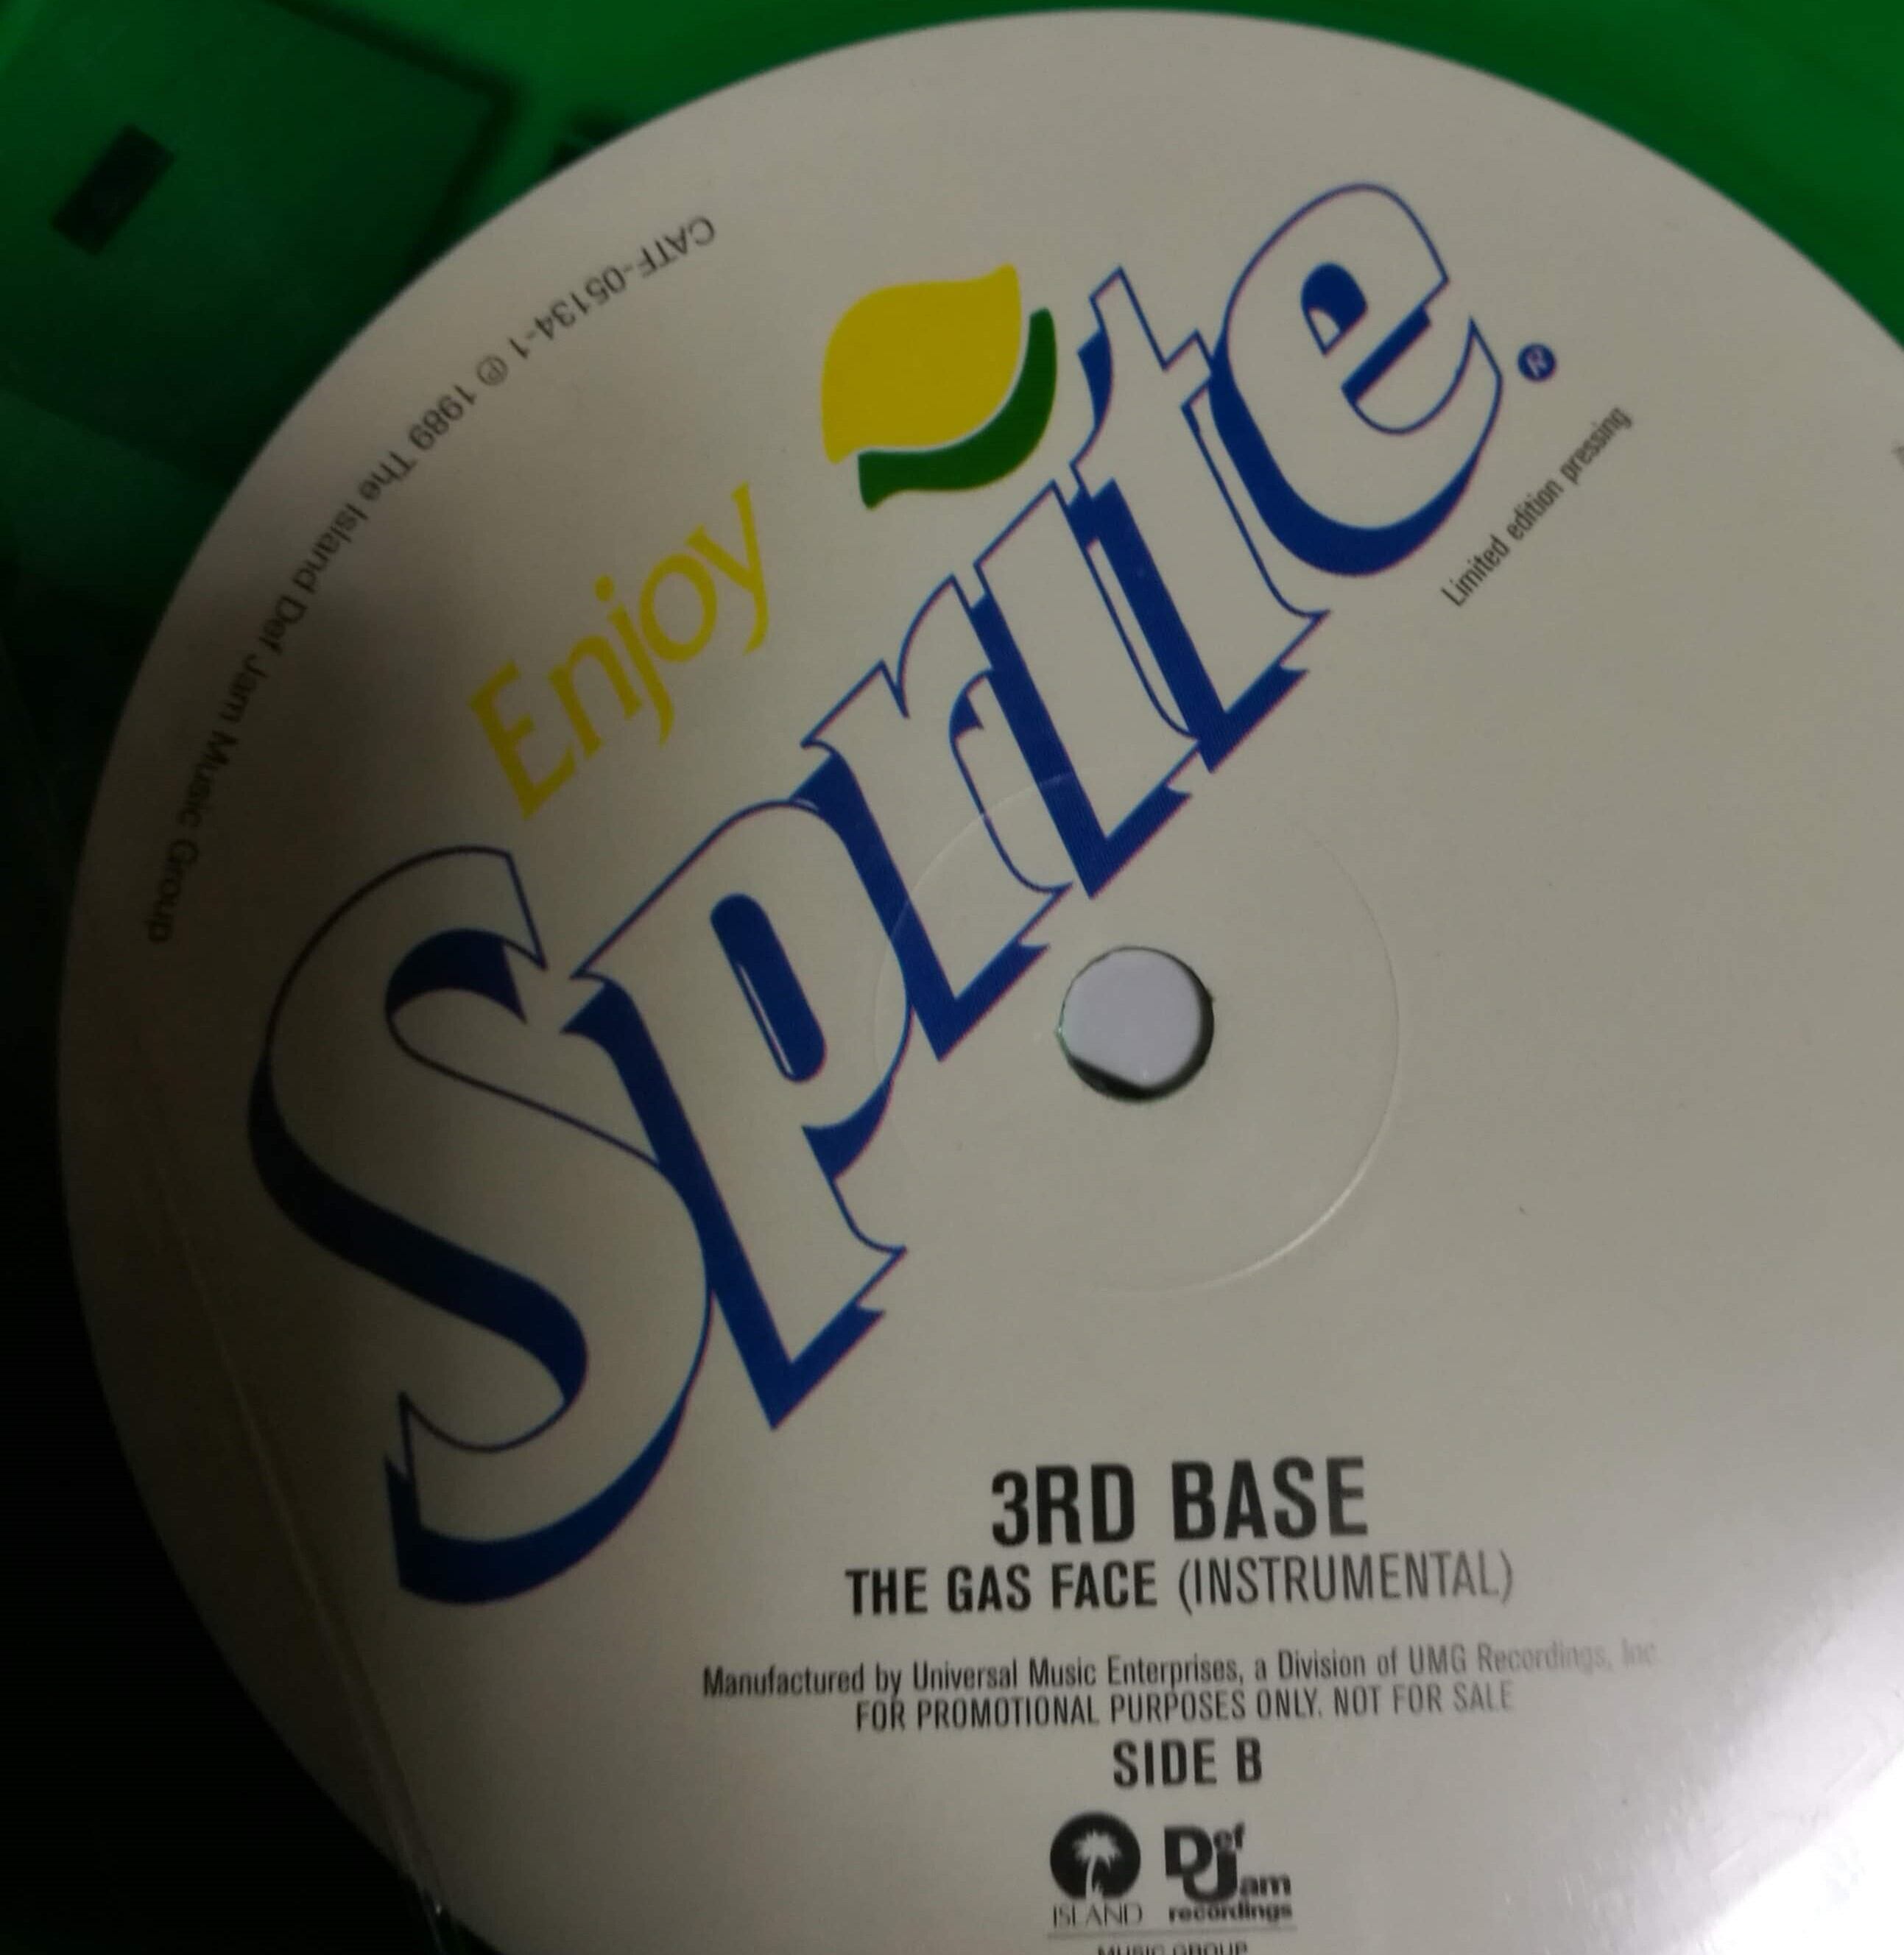 CATF-05134-1 ℗ 1989 The Island Def Jam Music Group
Enjoy
Sprite®
Limited edition pressing
3RD BASE
THE GAS FACE (INSTRUMENTAL)
Manufactured by Universal Music Enterprises, a Division of UMG Recordings, Inc
FOR PROMOTIONAL PURPOSES ONLY. NOT FOR SALE
SIDE B
ISLAND
Def Jam
recordings
MUSIC GROUP